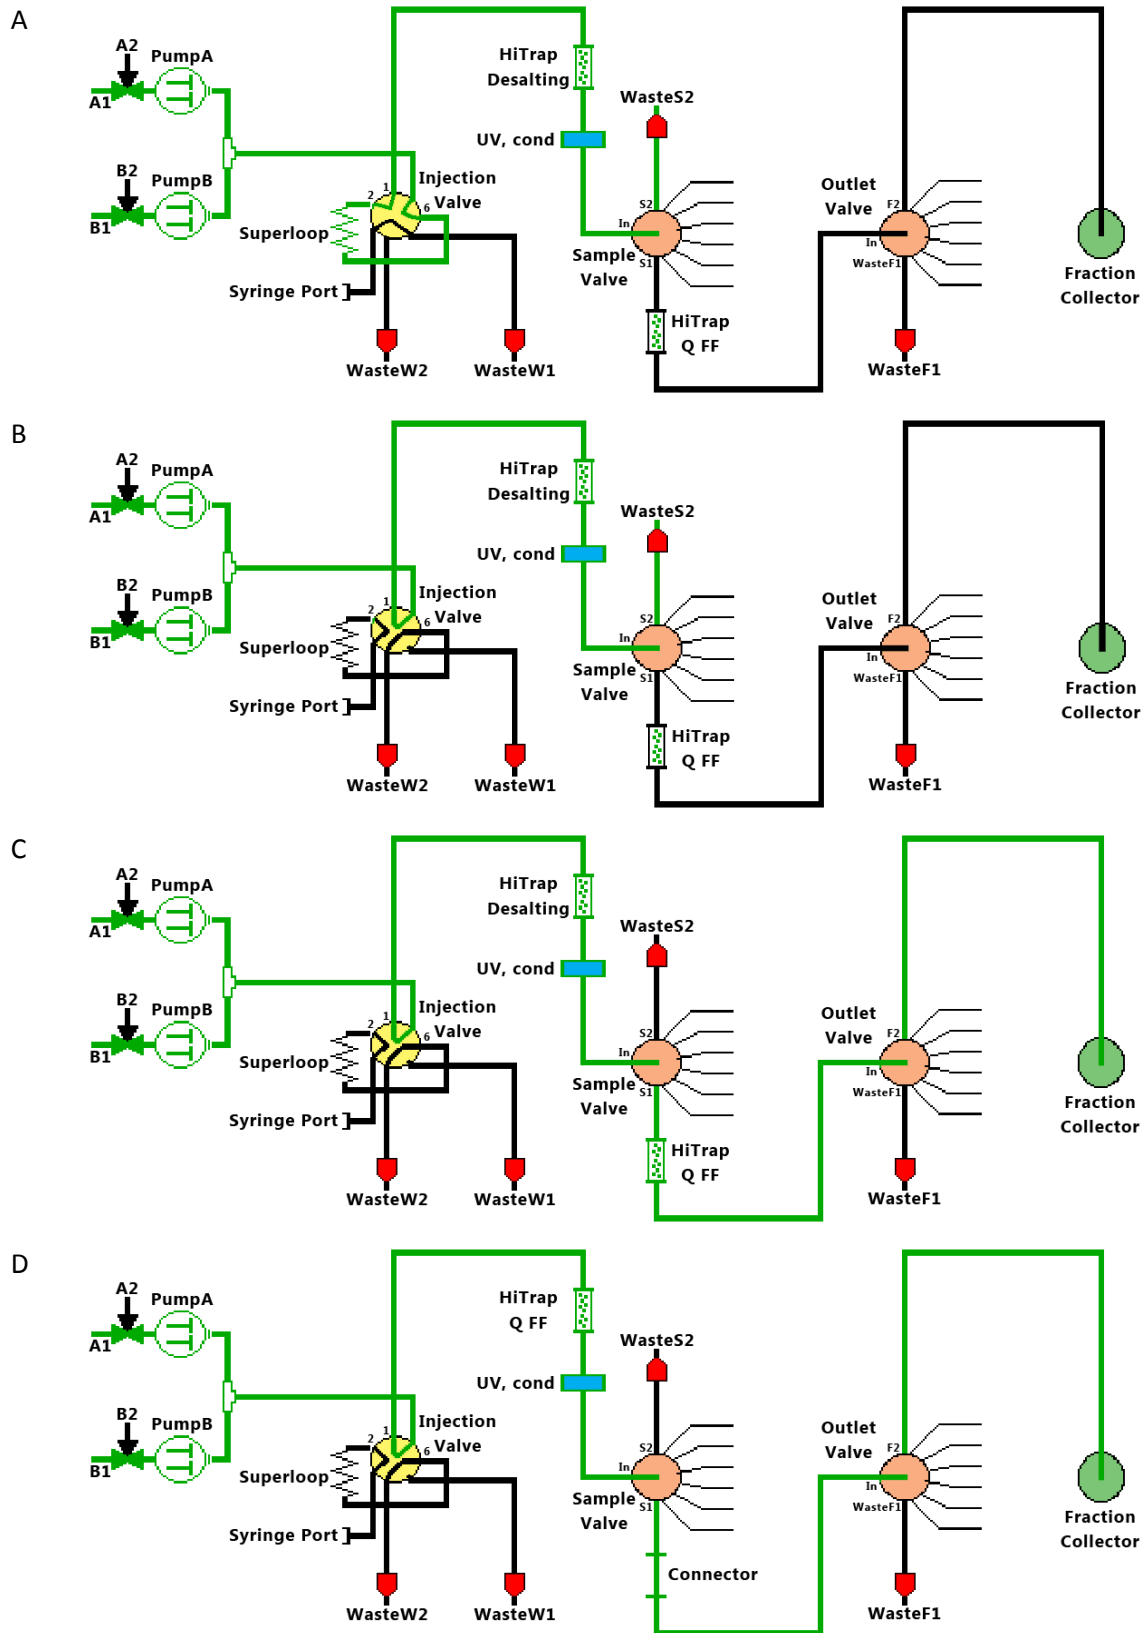 A
A2
PumpA
A1
B2
PumpB
B1
HiTrap
Desalting
UV, cond
WasteS2
Injection
Valve
1
2
6
Superloop
Syringe Port
WasteW2
WasteW1
S2
In
S1
Sample
Valve
HiTrap
Q FF
Outlet
Valve
F2
In
WasteF1
WasteF1
Fraction
Collector
B
A2
PumpA
A1
B2
PumpB
B1
HiTrap
Desalting
UV, cond
WasteS2
Injection
Valve
1
2
6
Superloop
Syringe Port
WasteW2
WasteW1
S2
In
S1
Sample
Valve
HiTrap
Q FF
Outlet
Valve
F2
In
WasteF1
WasteF1
Fraction
Collector
C
A2
PumpA
A1
B2
PumpB
B1
HiTrap
Desalting
UV, cond
WasteS2
Injection
Valve
1
2
6
Superloop
Syringe Port
WasteW2
WasteW1
S2
In
S1
Sample
Valve
HiTrap
Q FF
Outlet
Valve
F2
In
WasteF1
WasteF1
Fraction
Collector
D
A2
PumpA
A1
B2
PumpB
B1
HiTrap
Q FF
UV, cond
WasteS2
Injection
Valve
1
2
6
Superloop
Syringe Port
WasteW2
WasteW1
S2
In
S1
Sample
Valve
Connector
Outlet
Valve
F2
In
WasteF1
WasteF1
Fraction
Collector